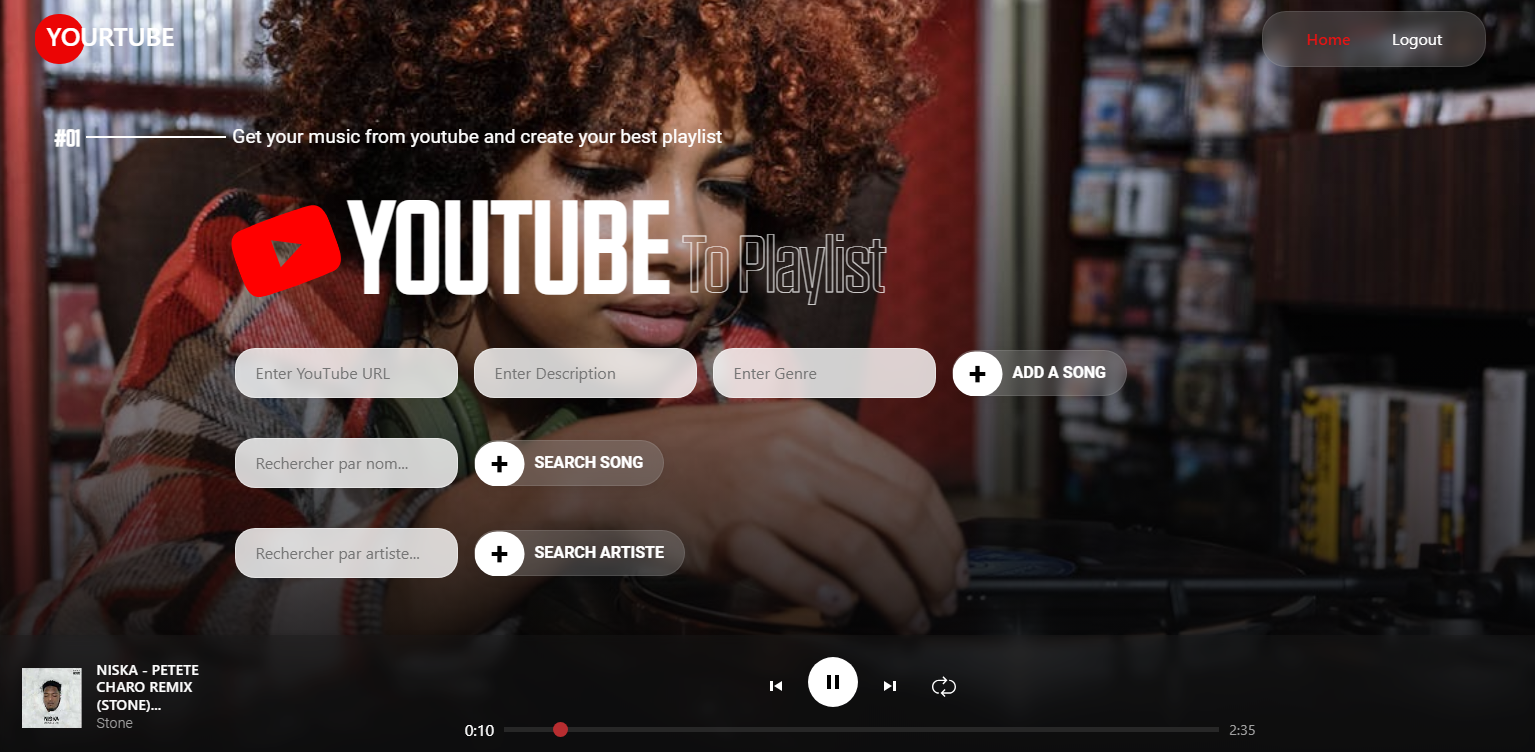 YOURTUBE
Home Logout
#01 Get your music from youtube and create your best playlist
YOUTUBE To Playlist
Enter YouTube URL Enter Description Enter Genre + ADD A SONG
Rechercher par nom... + SEARCH SONG
Rechercher par artiste... + SEARCH ARTISTE
NISKA - PETETE
CHARO REMIX
(STONE)...
Stone
NISKA
0:10 2:35